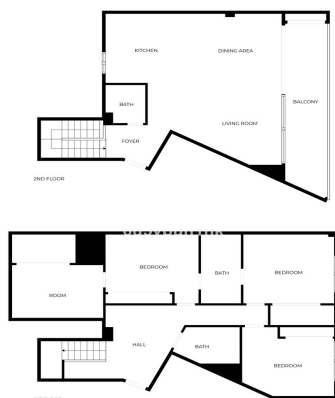 KITCHEN
DINING AREA
BATH
BALCONY
LIVING ROOM
FOYER
2ND FLOOR
BEDROOM
BATH
BEDROOM
ROOM
HALL
BATH
BEDROOM